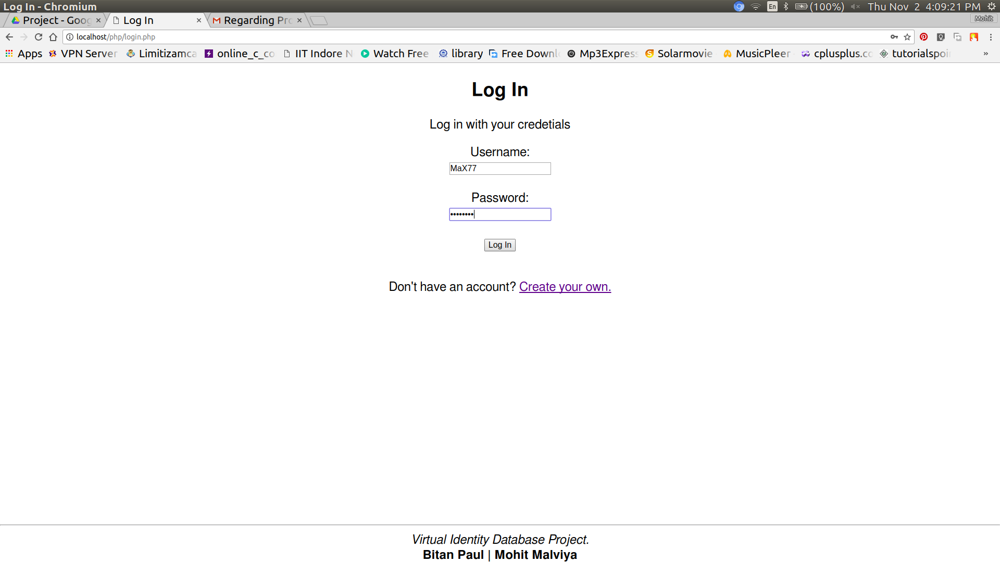 Log In - Chromium
En (100%) Thu Nov 2 4:09:21 PM
Project - Goog
Log In
Regarding Pro
Mohit
localhost/php/login.php
Apps VPN Server Limitizamca online_c_co IIT Indore N Watch Free library Free Downl Mp3Express Solarmovie MusicPleer cplusplus.co tutorialspoin »
Log In
Log in with your credetials
Username:
MaX77
Password:
••••••••
Log In
Don't have an account? Create your own.
Virtual Identity Database Project.
Bitan Paul | Mohit Malviya